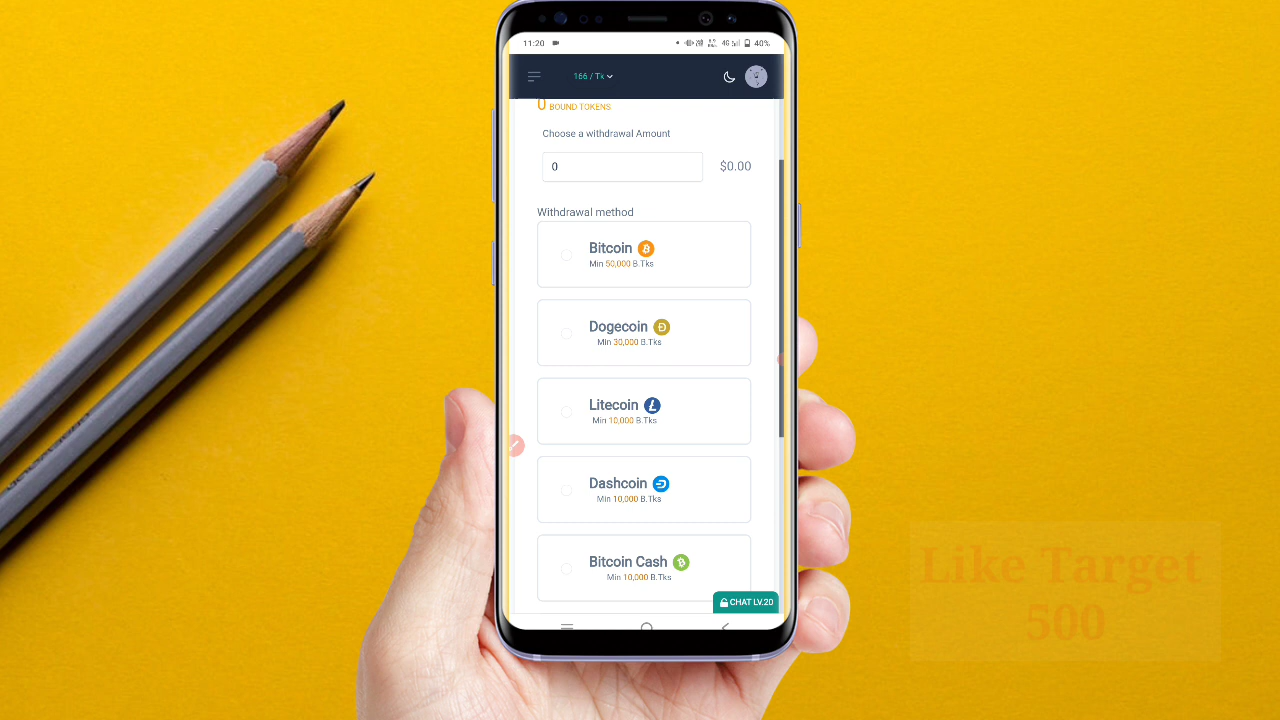 11:20
4G
40%
166 / Tk
0 BOUND TOKENS
Choose a withdrawal Amount
0
$0.00
Withdrawal method
Bitcoin
Min 50,000 B.Tks
Dogecoin
Min 30,000 B.Tks
Litecoin
Min 10,000 B.Tks
Dashcoin
Min 10,000 B.Tks
Bitcoin Cash
Min 10,000 B.Tks
CHAT LV.20
Like Target
500